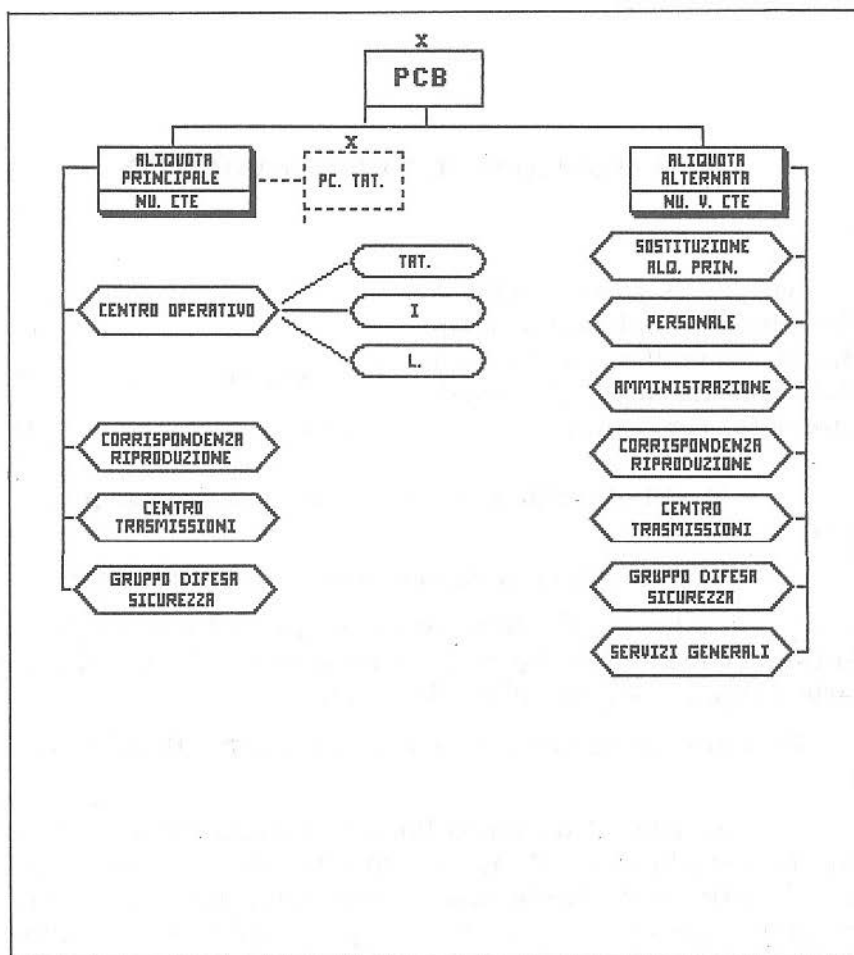 X
PCB
ALIQUOTA
PRINCIPALE
NU. CTE
X
PC. TAT.
ALIQUOTA
ALTERNATA
NU. V. CTE
CENTRO OPERATIVO
TAT.
I
L.
CORRISPONDENZA
RIPRODUZIONE
CENTRO
TRASMISSIONI
GRUPPO DIFESA
SICUREZZA
SOSTITUZIONE
ALQ. PRIN.
PERSONALE
AMMINISTRAZIONE
CORRISPONDENZA
RIPRODUZIONE
CENTRO
TRASMISSIONI
GRUPPO DIFESA
SICUREZZA
SERVIZI GENERALI